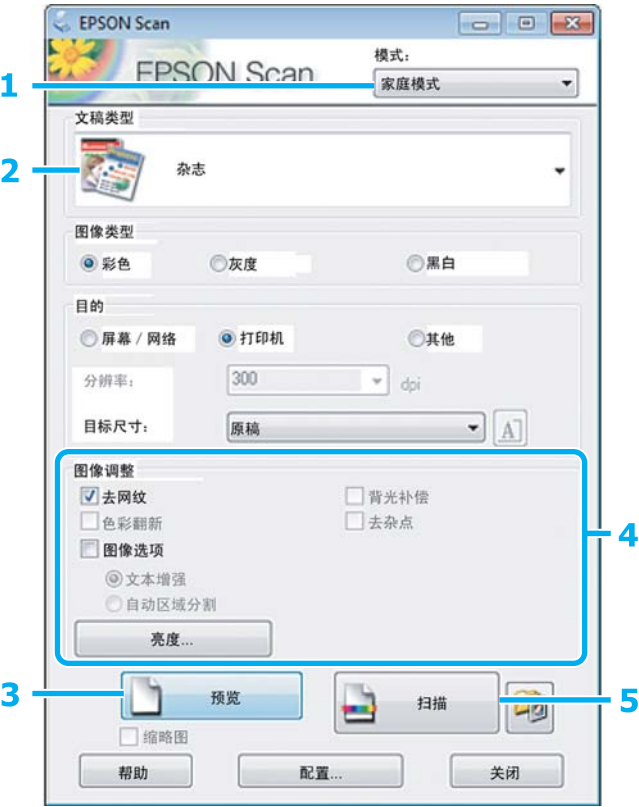 EPSON Scan
EPSON Scan
模式：
1
家庭模式
文稿类型
2
杂志
图像类型
彩色 灰度 黑白
目的
屏幕 / 网络 打印机 其他
分辨率： 300 dpi
目标尺寸： 原稿 A
图像调整
去网纹 背光补偿
色彩翻新 去杂点
4
图像选项
文本增强
自动区域分割
亮度...
3 预览 扫描 5
缩略图
帮助 配置... 关闭